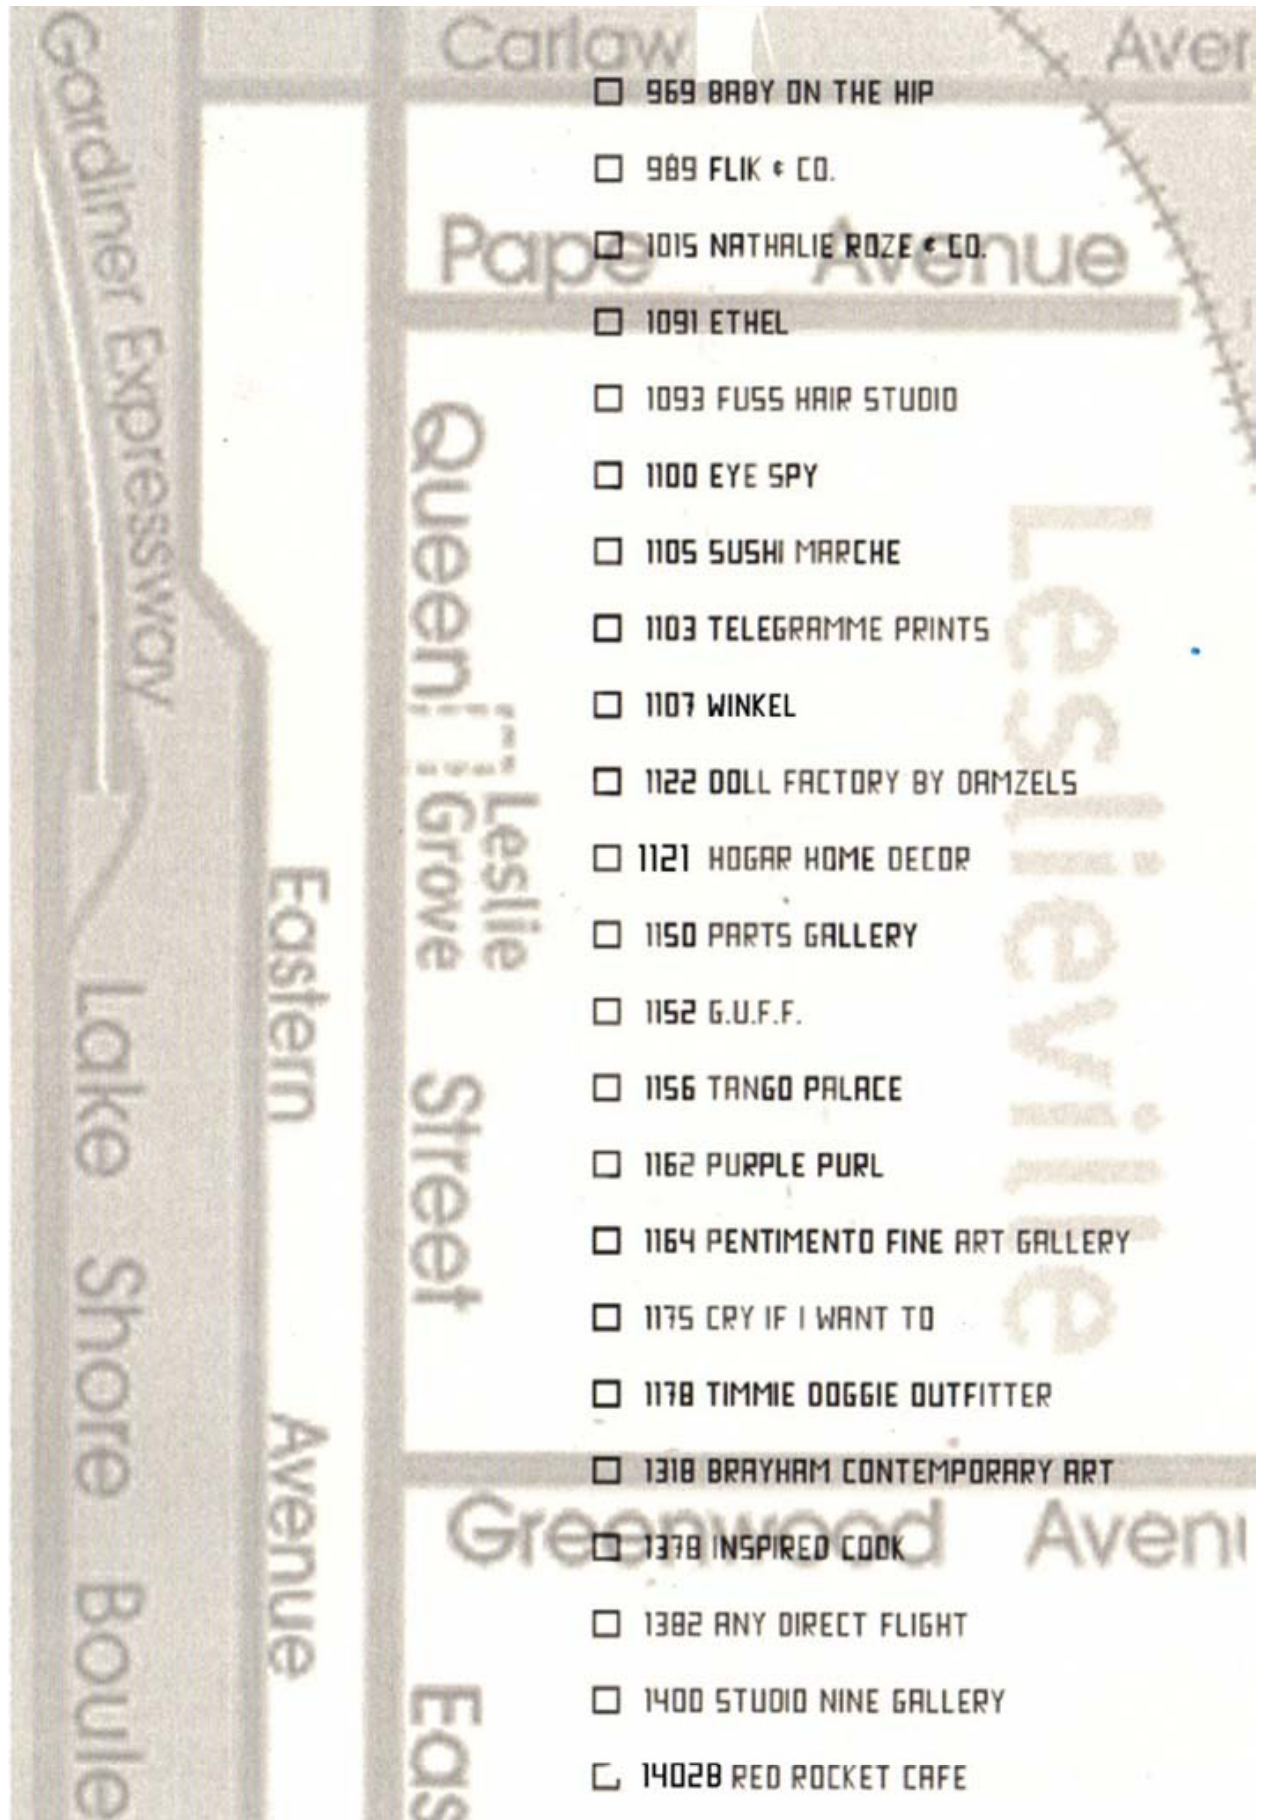 Carlaw Aver
Gardiner Expressway
☐ 969 BABY ON THE HIP
☐ 989 FLIK & CO.
Pape Avenue
☐ 1015 NATHALIE ROZE & CO.
☐ 1091 ETHEL
☐ 1093 FUSS HAIR STUDIO
Queen
☐ 1100 EYE SPY
Leslieville
☐ 1105 SUSHI MARCHE
☐ 1103 TELEGRAMME PRINTS
☐ 1107 WINKEL
☐ 1122 DOLL FACTORY BY DAMZELS
Leslie
Grove
☐ 1121 HOGAR HOME DECOR
Eastern
☐ 1150 PARTS GALLERY
Lake Shore Boule
☐ 1152 G.U.F.F.
Street
☐ 1156 TANGO PALACE
☐ 1162 PURPLE PURL
☐ 1164 PENTIMENTO FINE ART GALLERY
☐ 1175 CRY IF I WANT TO
☐ 1178 TIMMIE DOGGIE OUTFITTER
Avenue
☐ 1318 BRAYHAM CONTEMPORARY ART
Greenwood Avenu
☐ 1378 INSPIRED COOK
☐ 1382 ANY DIRECT FLIGHT
Eas
☐ 1400 STUDIO NINE GALLERY
☐ 1402B RED ROCKET CAFE